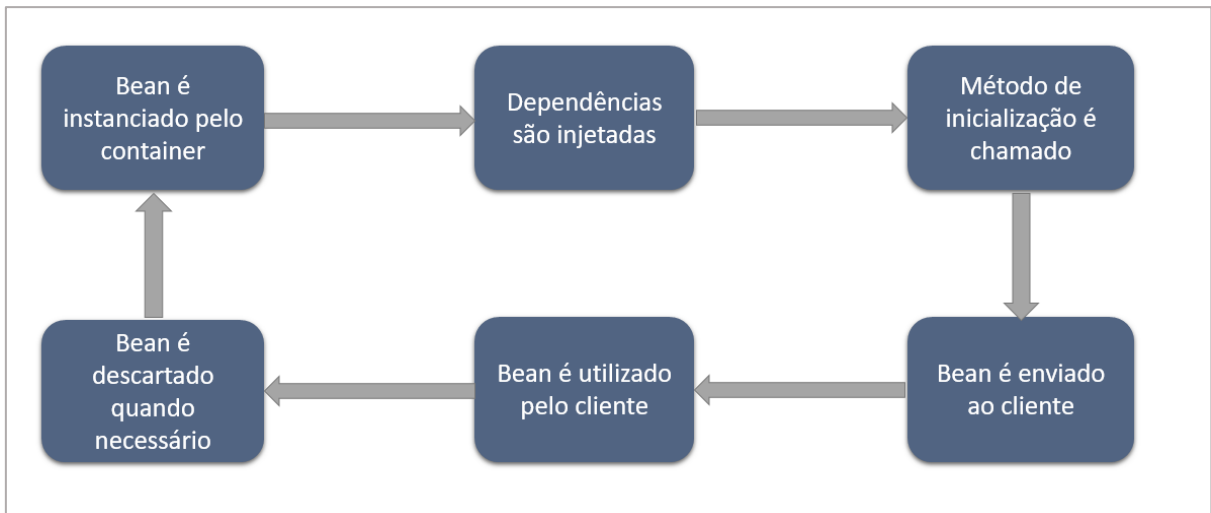 Bean é
instanciado pelo
container
Dependências
são injetadas
Método de
inicialização é
chamado
Bean é enviado
ao cliente
Bean é utilizado
pelo cliente
Bean é
descartado
quando
necessário